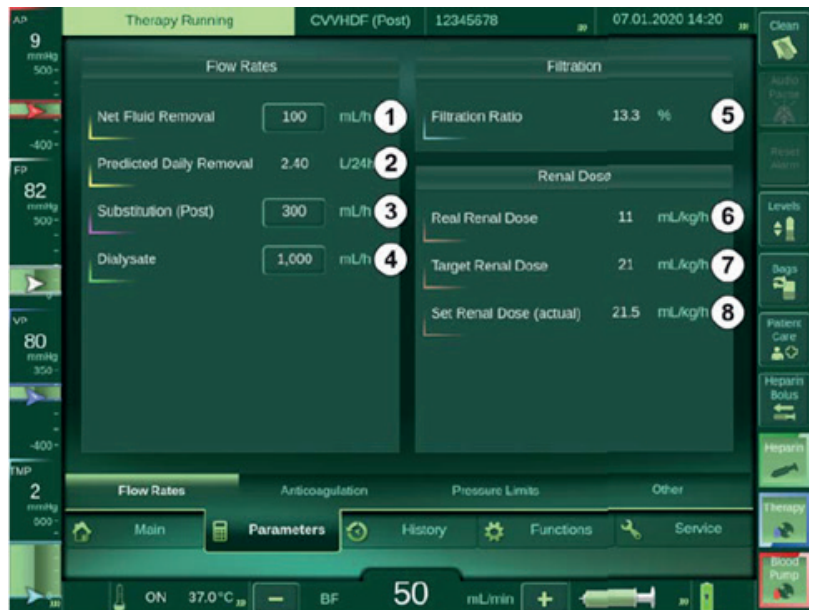 AP
9
mmHg
500-
-400-
FP
82
mmHg
500-
VP
80
mmHg
350-
-400-
TMP
2
mmHg
500-
Therapy Running
CVVHDF (Post)
12345678
07.01.2020 14:20
Flow Rates
Net Fluid Removal 100 mL/h 1
Predicted Daily Removal 2.40 L/24h 2
Substitution (Post) 300 mL/h 3
Dialysate 1,000 mL/h 4
Filtration
Filtration Ratio 13.3 % 5
Renal Dose
Real Renal Dose 11 mL/kg/h 6
Target Renal Dose 21 mL/kg/h 7
Set Renal Dose (actual) 21.5 mL/kg/h 8
Flow Rates Anticoagulation Pressure Limits Other
Main Parameters History Functions Service
ON 37.0°C − BF 50 mL/min +
Clean
Audio
Pause
Reset
Alarm
Levels
Bags
Patient
Care
Heparin
Bolus
Heparin
Therapy
Blood
Pump